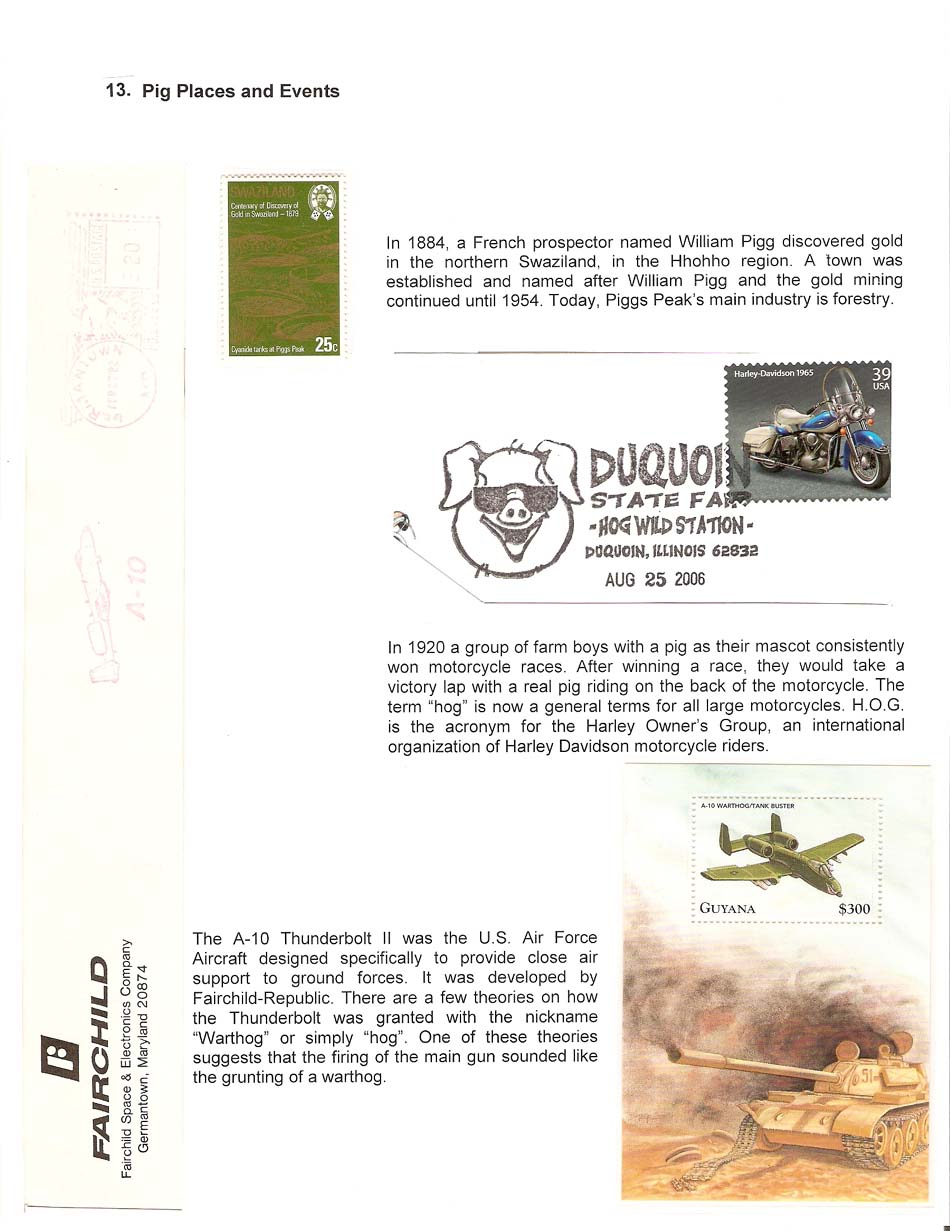 13. Pig Places and Events
SWAZILAND
Centenary of Discovery of
Gold in Swaziland – 1879
Cyanide tanks at Piggs Peak 25c
In 1884, a French prospector named William Pigg discovered gold
in the northern Swaziland, in the Hhohho region. A town was
established and named after William Pigg and the gold mining
continued until 1954. Today, Piggs Peak's main industry is forestry.
Harley-Davidson 1965 39
USA
DUQUOIN
STATE FAIR
-HOG WILD STATION-
DUQUOIN, ILLINOIS 62832
AUG 25 2006
In 1920 a group of farm boys with a pig as their mascot consistently
won motorcycle races. After winning a race, they would take a
victory lap with a real pig riding on the back of the motorcycle. The
term “hog” is now a general terms for all large motorcycles. H.O.G.
is the acronym for the Harley Owner's Group, an international
organization of Harley Davidson motorcycle riders.
A-10 WARTHOG/TANK BUSTER
GUYANA $300
51
The A-10 Thunderbolt II was the U.S. Air Force
Aircraft designed specifically to provide close air
support to ground forces. It was developed by
Fairchild-Republic. There are a few theories on how
the Thunderbolt was granted with the nickname
“Warthog” or simply “hog”. One of these theories
suggests that the firing of the main gun sounded like
the grunting of a warthog.
U.S. POSTAGE
20
A-10
FAIRCHILD
Fairchild Space & Electronics Company
Germantown, Maryland 20874